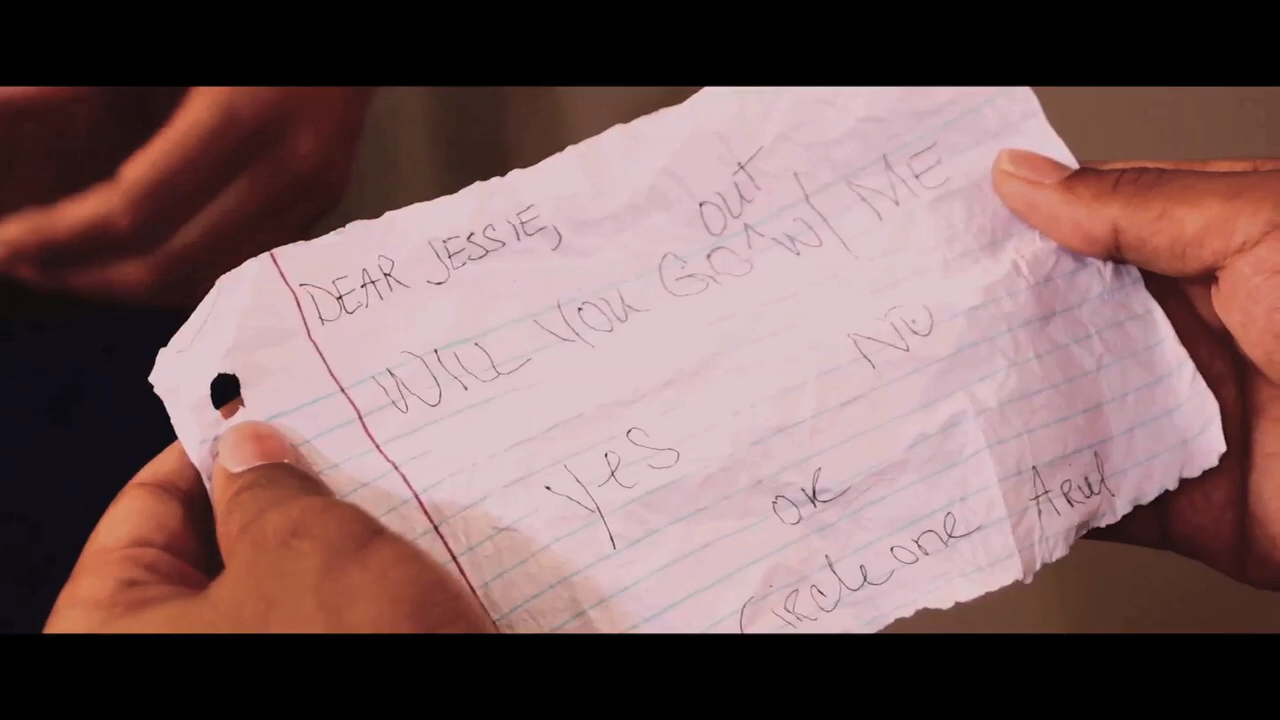 DEAR JESSIE,
WILL YOU GO out w/ ME
yes NO
OR
Circle one
Ariel